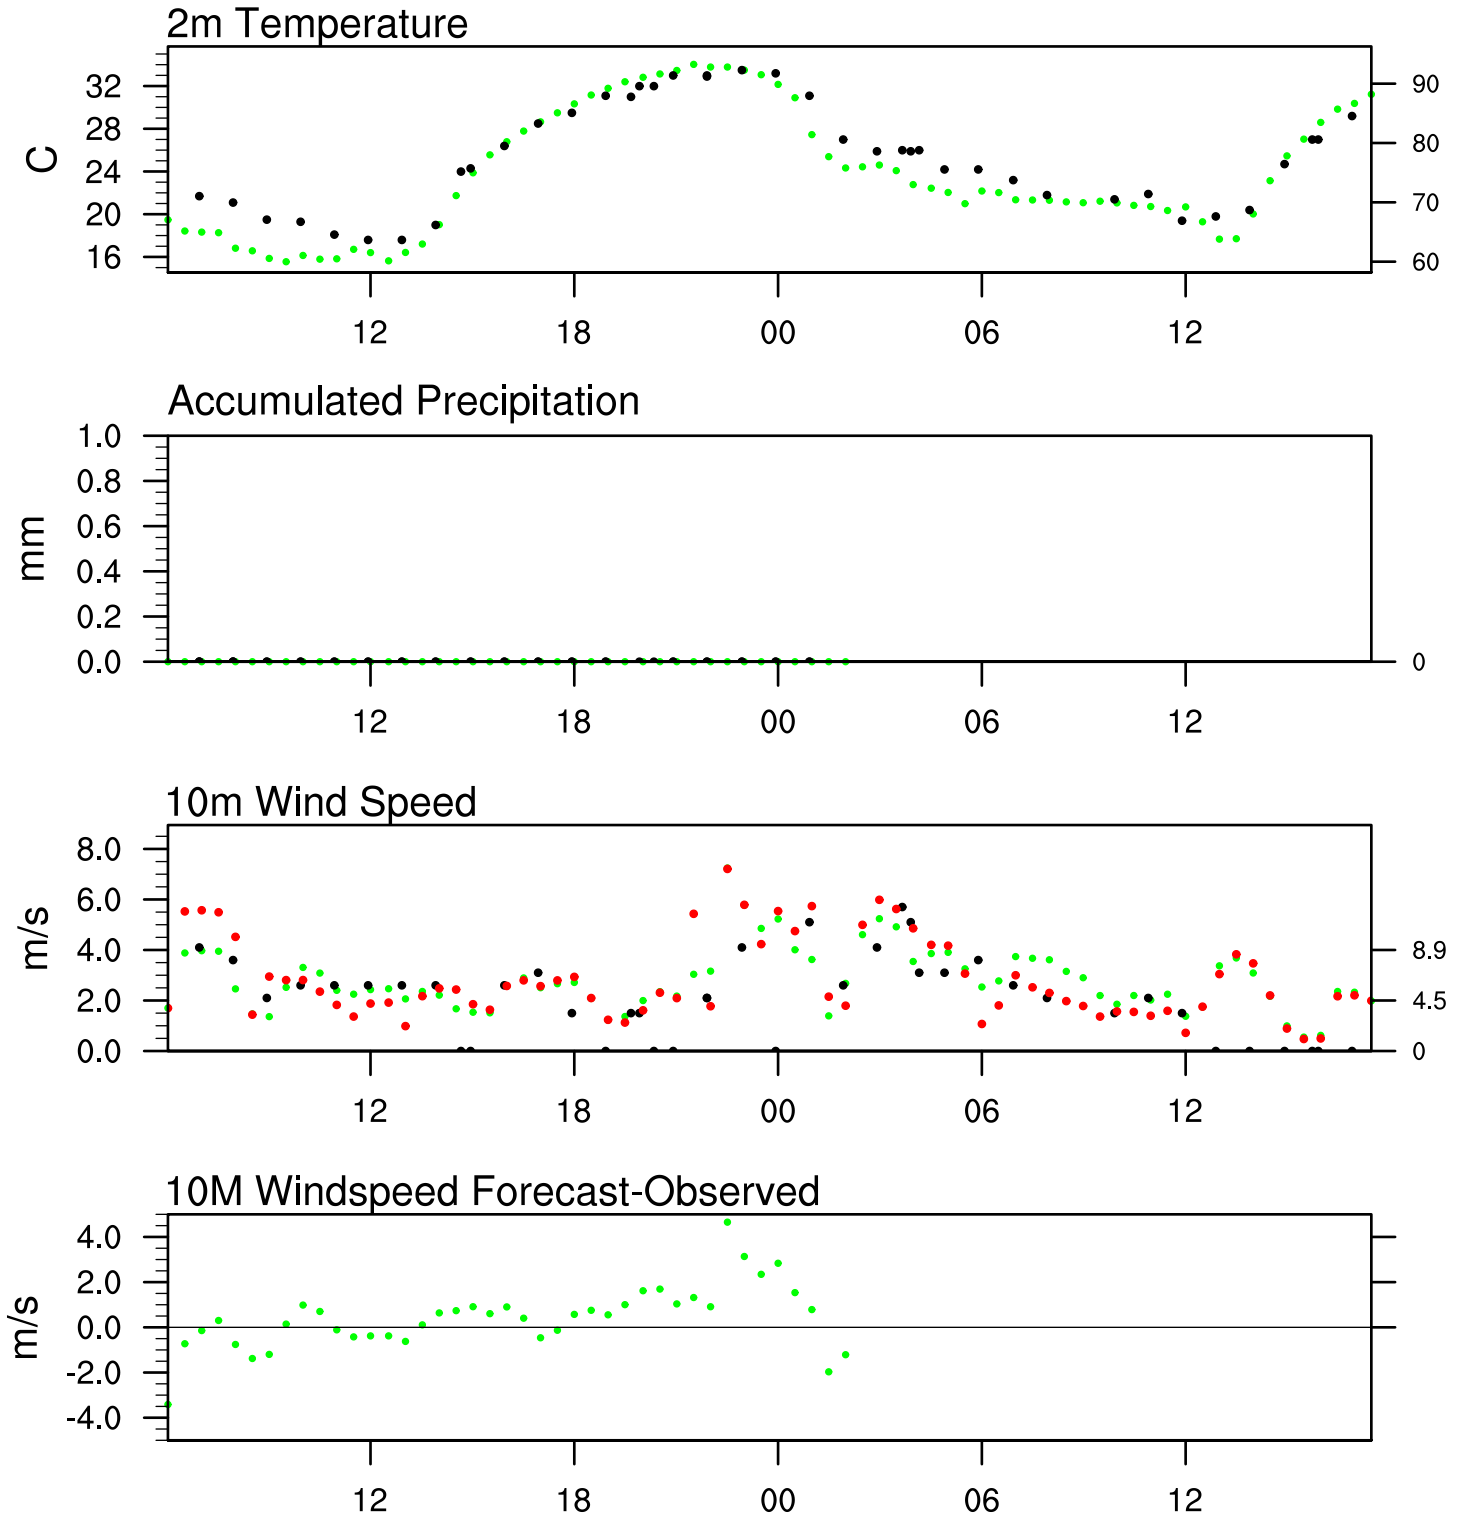 2m Temperature
32
28
24
20
16
C
90
80
70
60
12 18 00 06 12
Accumulated Precipitation
1.0
0.8
0.6
0.4
0.2
0.0
mm
0
12 18 00 06 12
10m Wind Speed
8.0
6.0
4.0
2.0
0.0
m/s
8.9
4.5
0
12 18 00 06 12
10M Windspeed Forecast-Observed
4.0
2.0
0.0
-2.0
-4.0
m/s
12 18 00 06 12